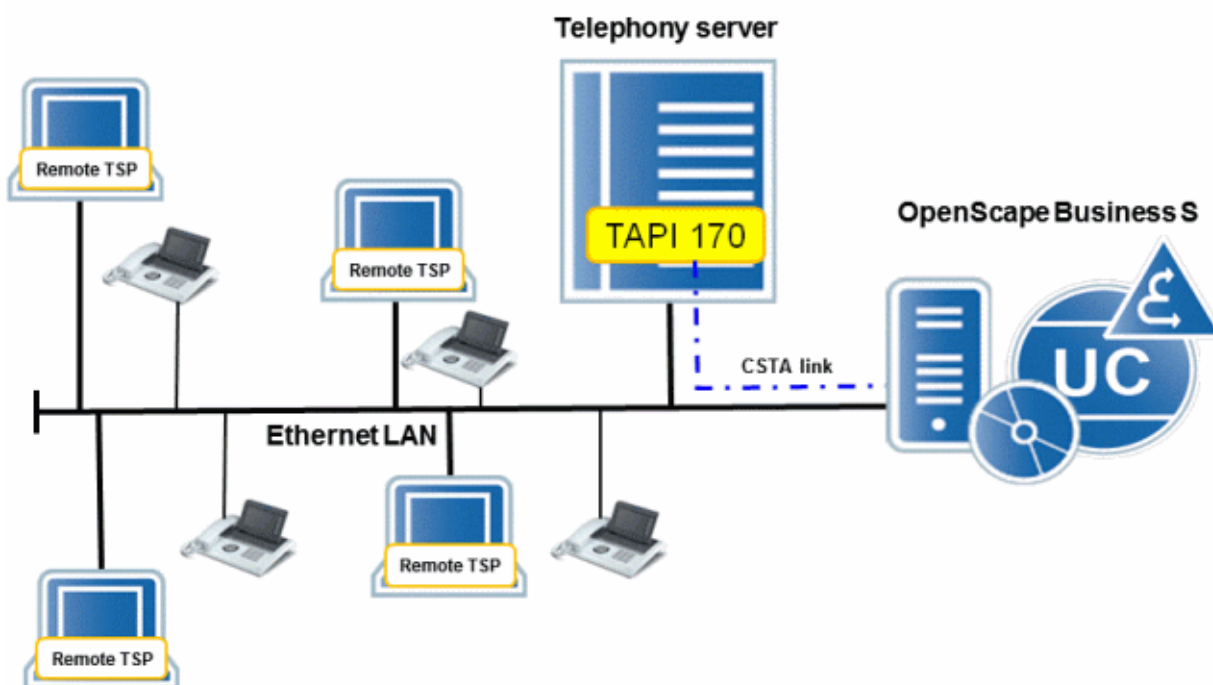 Telephony server
Remote TSP
Remote TSP
TAPI 170
OpenScape Business S
UC
CSTA link
Ethernet LAN
Remote TSP
Remote TSP